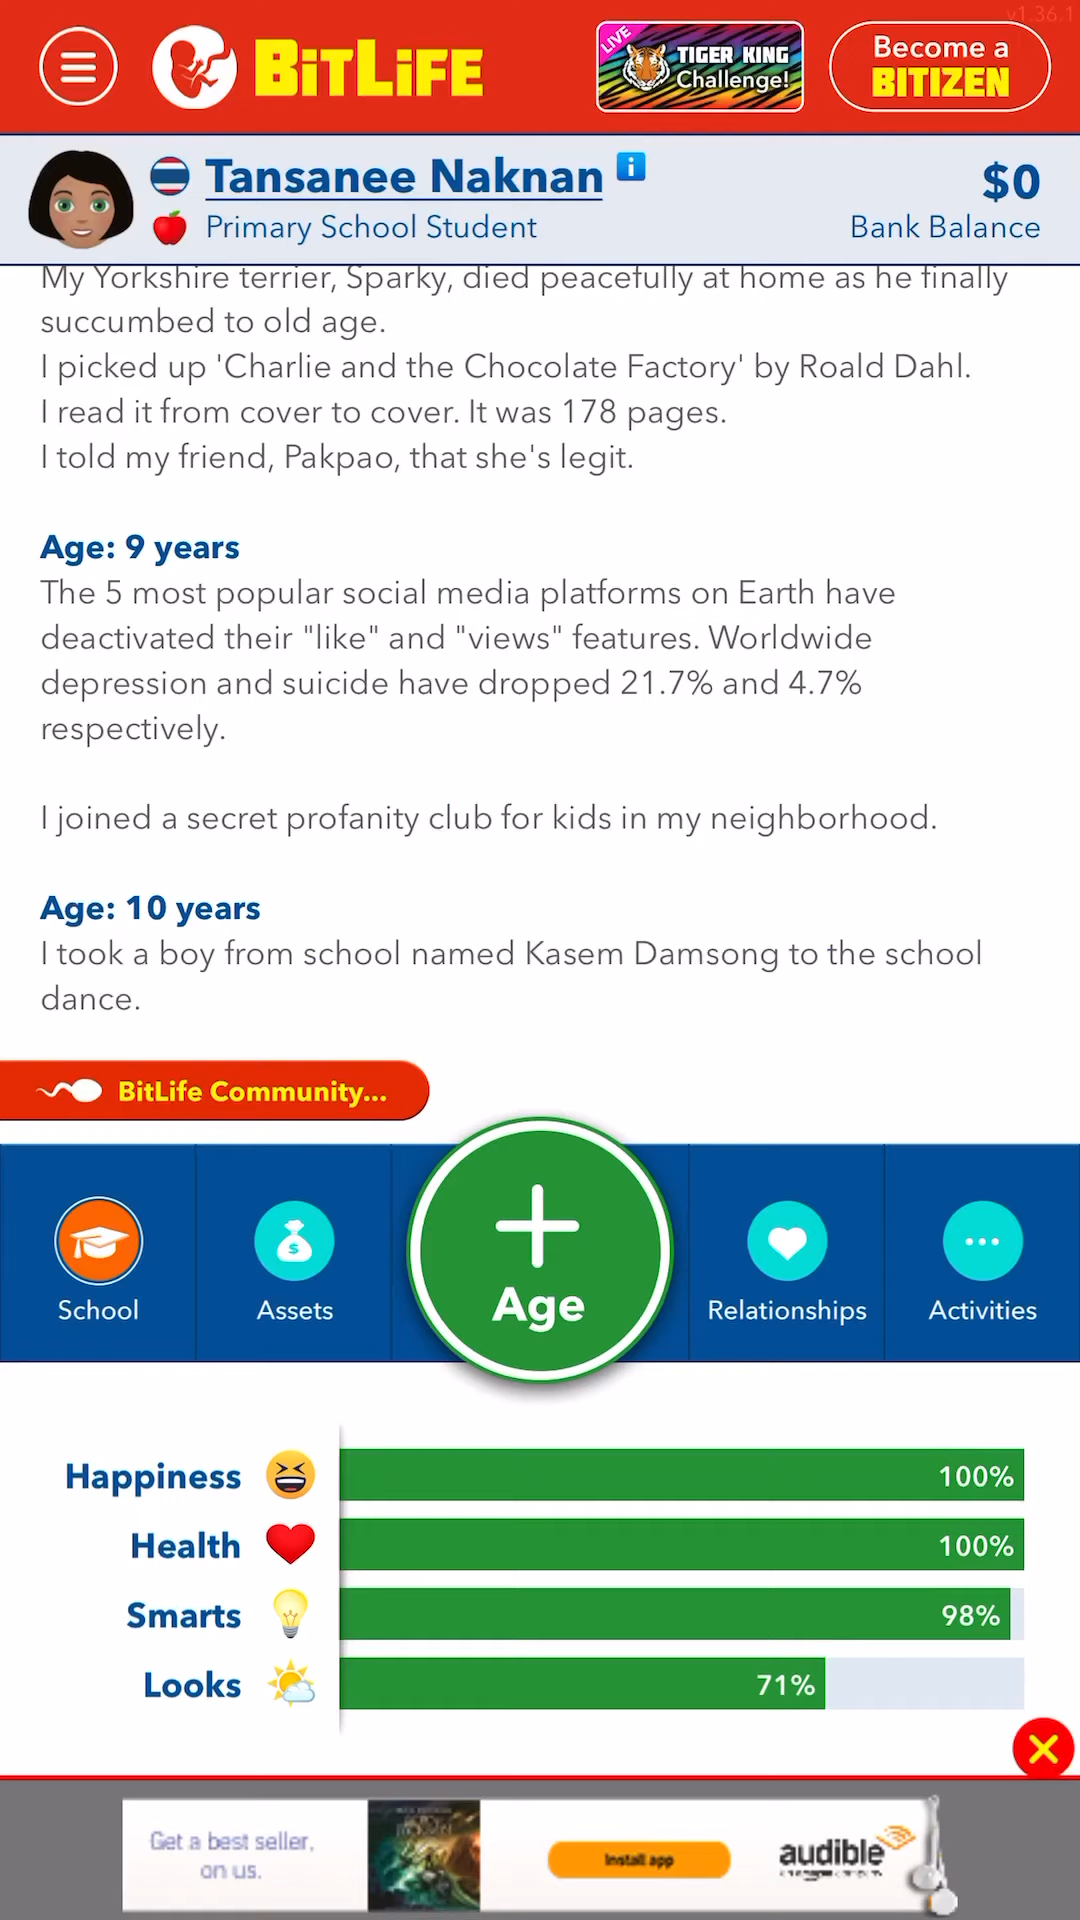 v1.36.1
BiTLiFE
LIVE
TIGER KING
Challenge!
Become a
BITIZEN
Tansanee Naknan
$0
Primary School Student
Bank Balance
My Yorkshire terrier, Sparky, died peacefully at home as he finally
succumbed to old age.
I picked up 'Charlie and the Chocolate Factory' by Roald Dahl.
I read it from cover to cover. It was 178 pages.
I told my friend, Pakpao, that she's legit.
Age: 9 years
The 5 most popular social media platforms on Earth have
deactivated their "like" and "views" features. Worldwide
depression and suicide have dropped 21.7% and 4.7%
respectively.
I joined a secret profanity club for kids in my neighborhood.
Age: 10 years
I took a boy from school named Kasem Damsong to the school
dance.
BitLife Community...
School
Assets
Age
Relationships
Activities
Happiness
100%
Health
100%
Smarts
98%
Looks
71%
Get a best seller,
on us.
Install app
audible